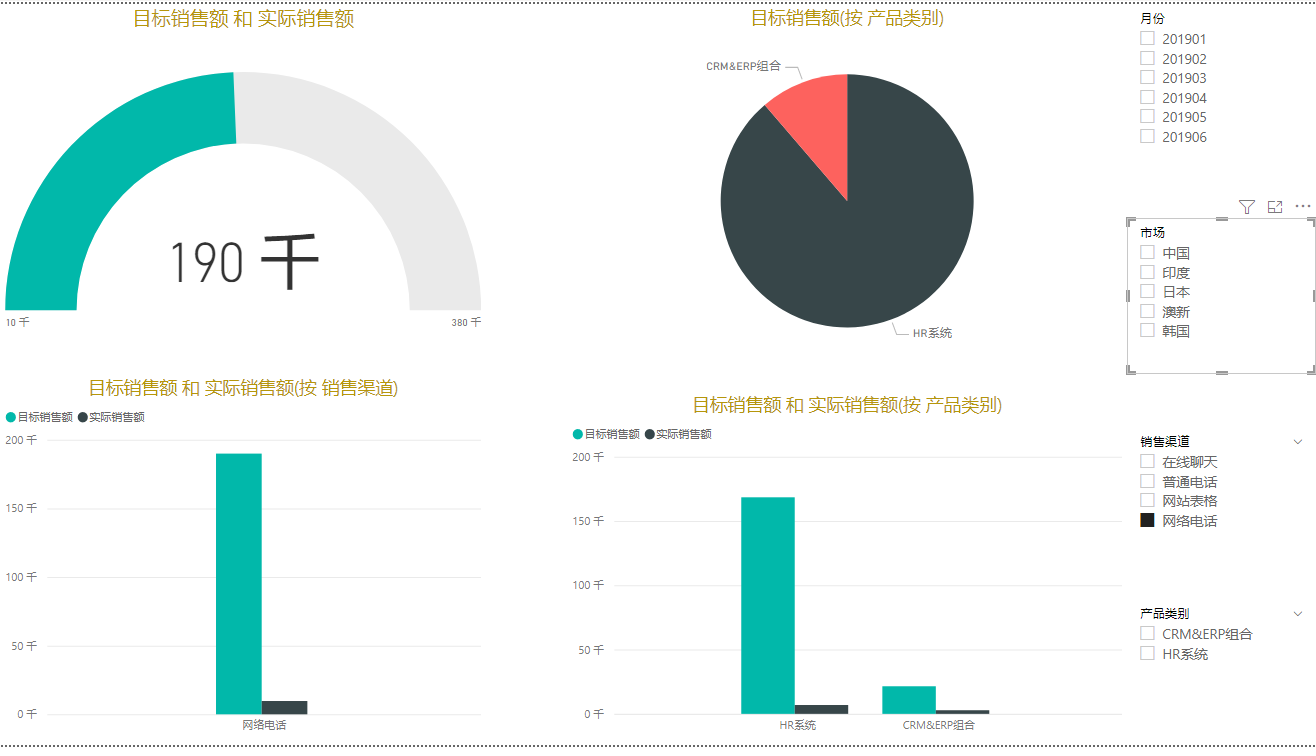 目标销售额 和 实际销售额
190 千
10 千
380 千
目标销售额(按 产品类别)
CRM&ERP组合
HR系统
月份
201901
201902
201903
201904
201905
201906
市场
中国
印度
日本
澳新
韩国
目标销售额 和 实际销售额(按 销售渠道)
目标销售额 实际销售额
200 千
150 千
100 千
50 千
0 千
网络电话
目标销售额 和 实际销售额(按 产品类别)
目标销售额 实际销售额
200 千
150 千
100 千
50 千
0 千
HR系统 CRM&ERP组合
销售渠道
在线聊天
普通电话
网站表格
网络电话
产品类别
CRM&ERP组合
HR系统